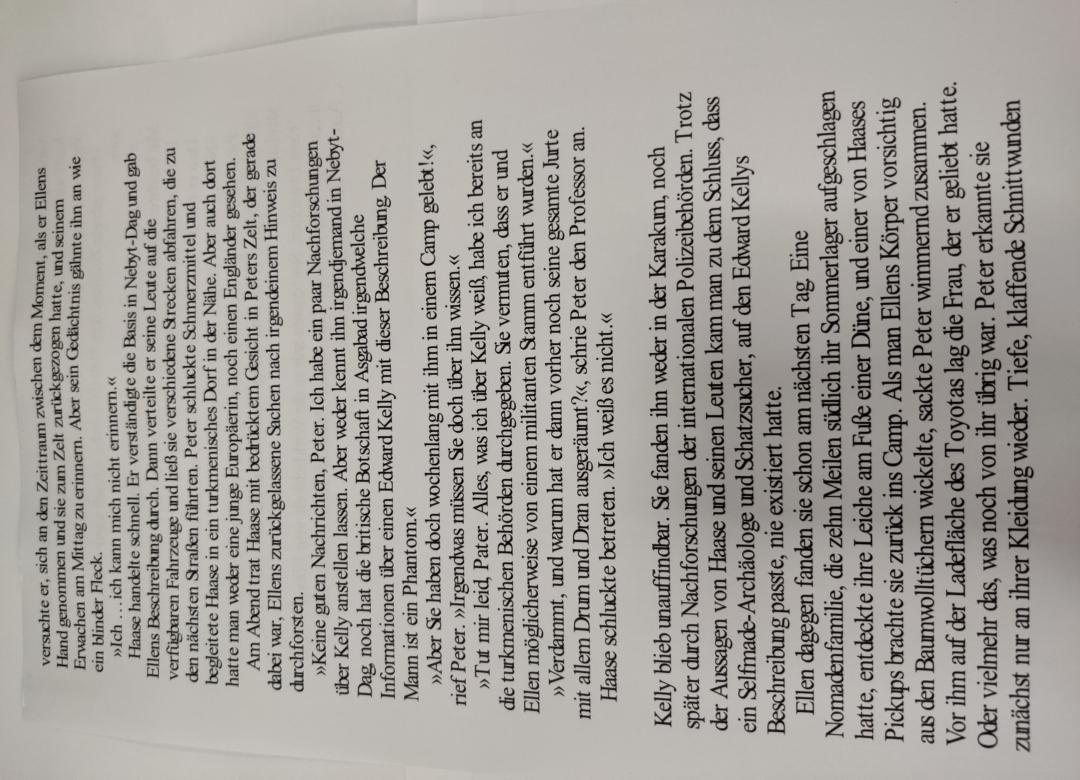 versuchte er, sich an den Zeitraum zwischen dem Moment, als er Ellens
Hand genommen und sie zum Zelt zurückgezogen hatte, und seinem
Erwachen am Mittag zu erinnern. Aber sein Gedächtnis gähnte ihn an wie
ein blinder Fleck.
»Ich … ich kann mich nicht erinnern.«
Haase handelte schnell. Er verständigte die Basis in Nebyt-Dag und gab
Ellens Beschreibung durch. Dann verteilte er seine Leute auf die
verfügbaren Fahrzeuge und ließ sie verschiedene Strecken abfahren, die zu
den nächsten Straßen führten. Peter schluckte Schmerzmittel und
begleitete Haase in ein turkmenisches Dorf in der Nähe. Aber auch dort
hatte man weder eine junge Europäerin, noch einen Engländer gesehen.
Am Abend trat Haase mit bedrücktem Gesicht in Peters Zelt, der gerade
dabei war, Ellens zurückgelassene Sachen nach irgendeinem Hinweis zu
durchforsten.
»Keine guten Nachrichten, Peter. Ich habe ein paar Nachforschungen
über Kelly anstellen lassen. Aber weder kennt ihn irgendjemand in Nebyt-
Dag, noch hat die britische Botschaft in Asgabad irgendwelche
Informationen über einen Edward Kelly mit dieser Beschreibung. Der
Mann ist ein Phantom.«
»Aber Sie haben doch wochenlang mit ihm in einem Camp gelebt!«,
rief Peter. »Irgendwas müssen Sie doch über ihn wissen.«
»Tut mir leid, Pater. Alles, was ich über Kelly weiß, habe ich bereits an
die turkmenischen Behörden durchgegeben. Sie vermuten, dass er und
Ellen möglicherweise von einem militanten Stamm entführt wurden.«
»Verdammt, und warum hat er dann vorher noch seine gesamte Jurte
mit allem Drum und Dran ausgeräumt?«, schrie Peter den Professor an.
Haase schluckte betreten. »Ich weiß es nicht.«
Kelly blieb unauffindbar. Sie fanden ihn weder in der Karakum, noch
später durch Nachforschungen der internationalen Polizeibehörden. Trotz
der Aussagen von Haase und seinen Leuten kam man zu dem Schluss, dass
ein Selfmade-Archäologe und Schatzsucher, auf den Edward Kellys
Beschreibung passte, nie existiert hatte.
Ellen dagegen fanden sie schon am nächsten Tag. Eine
Nomadenfamilie, die zehn Meilen südlich ihr Sommerlager aufgeschlagen
hatte, entdeckte ihre Leiche am Fuße einer Düne, und einer von Haases
Pickups brachte sie zurück ins Camp. Als man Ellens Körper vorsichtig
aus den Baumwolltüchern wickelte, sackte Peter wimmernd zusammen.
Vor ihm auf der Ladefläche des Toyotas lag die Frau, der er geliebt hatte.
Oder vielmehr das, was noch von ihr übrig war. Peter erkannte sie
zunächst nur an ihrer Kleidung wieder. Tiefe, klaffende Schnittwunden